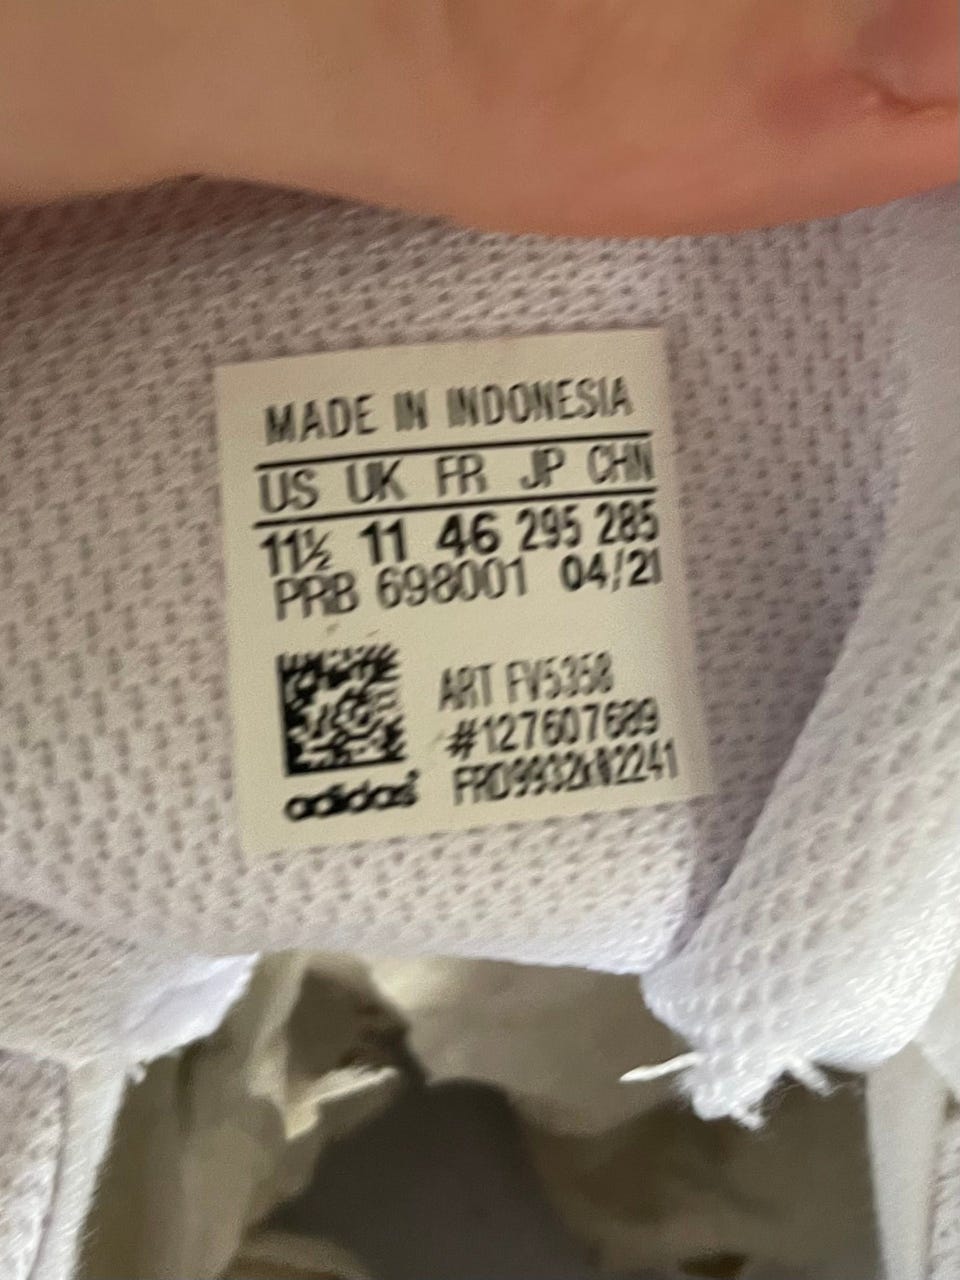 MADE IN INDONESIA
US UK FR JP CHN
11½ 11 46 295 285
PRB 698001 04/21
ART FV5358
#127607689
adidas